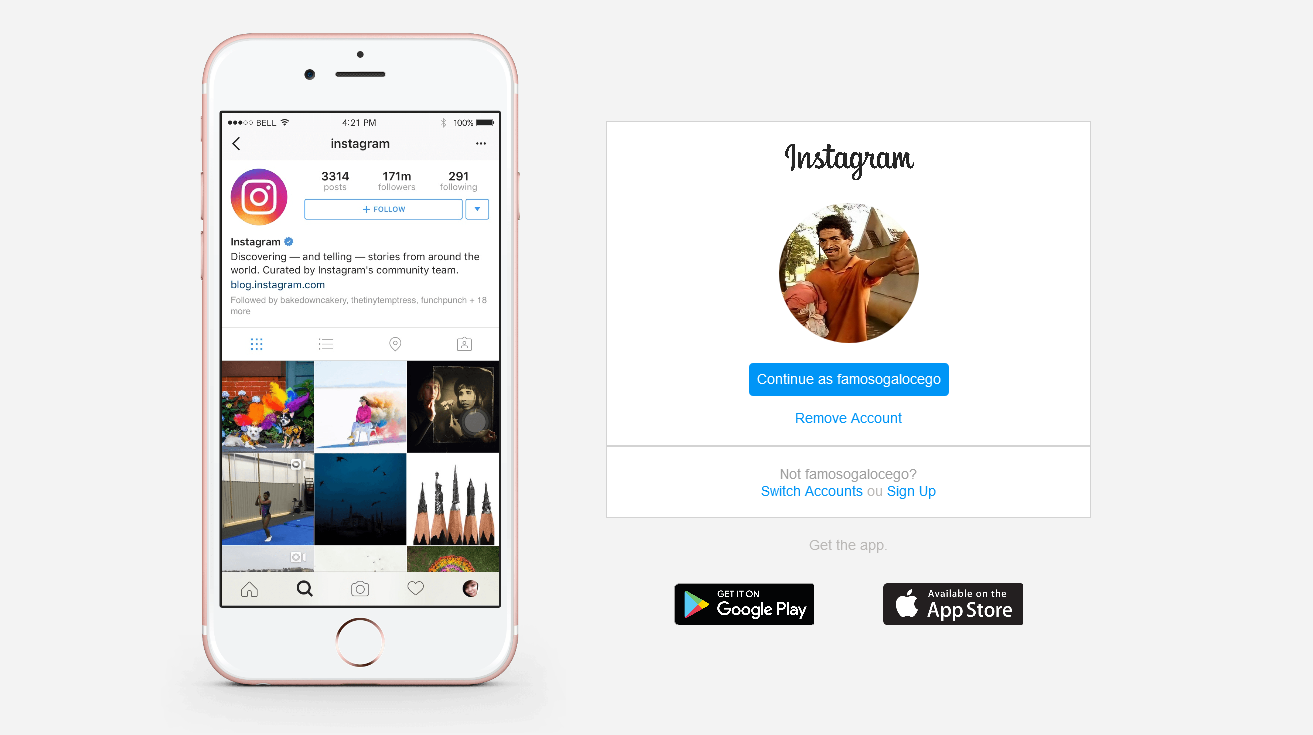 BELL
4:21 PM
100%
instagram
3314
171m
291
posts
followers
following
+ FOLLOW
Instagram
Discovering — and telling — stories from around the
world. Curated by Instagram's community team.
blog.instagram.com
Followed by bakedowncakery, thetinytemptress, funchpunch + 18
more
Instagram
Continue as famosogalocego
Remove Account
Not famosogalocego?
Switch Accounts ou Sign Up
Get the app.
GET IT ON
Google Play
Available on the
App Store